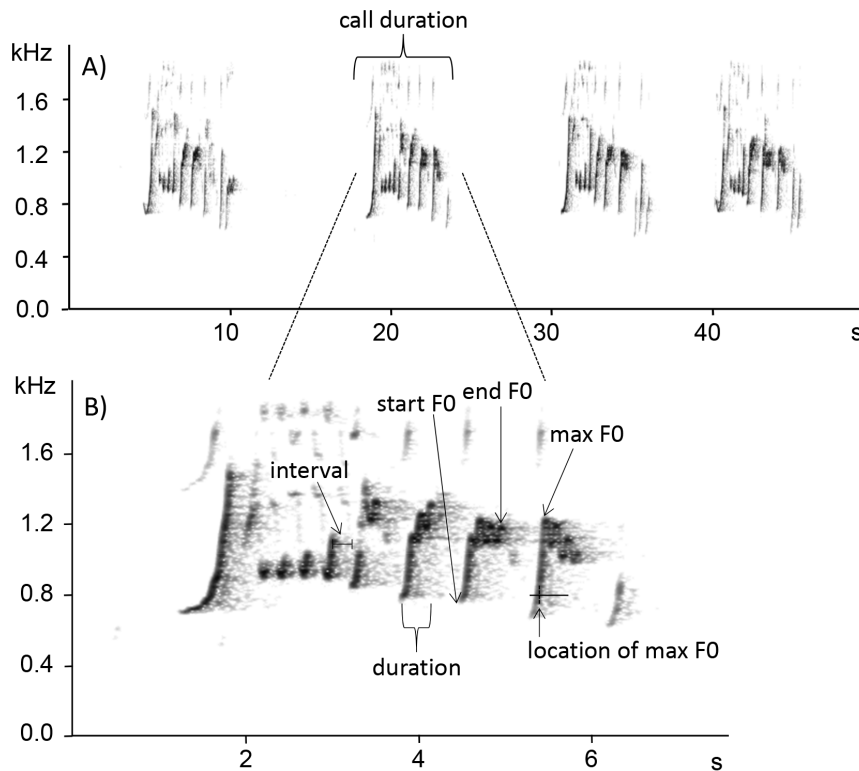 call duration
kHz
A)
1.6
1.2
0.8
0.4
0.0
10
20
30
40
s
kHz
B)
start F0
end F0
max F0
1.6
interval
1.2
0.8
location of max F0
duration
0.4
0.0
2
4
6
s